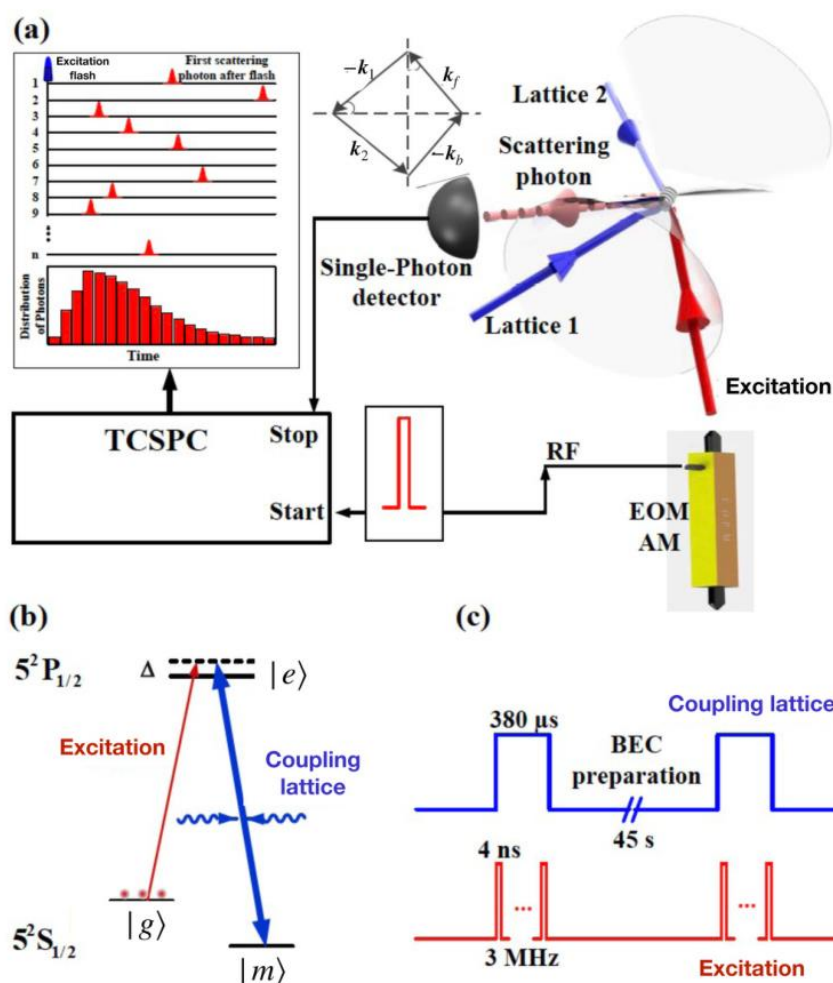 (a)
Excitation
flash
First scattering
photon after flash
1
2
3
4
5
6
7
8
9
n
Distribution
of Photons
Time
-k1
kf
k2
-kb
Lattice 2
Scattering
photon
Single-Photon
detector
Lattice 1
Excitation
TCSPC
Stop
Start
RF
EOM
AM
(b)
5²P1/2
Δ
|e⟩
Excitation
Coupling
lattice
|g⟩
5²S1/2
|m⟩
(c)
Coupling lattice
380 μs
BEC
preparation
45 s
4 ns
...
...
3 MHz
Excitation